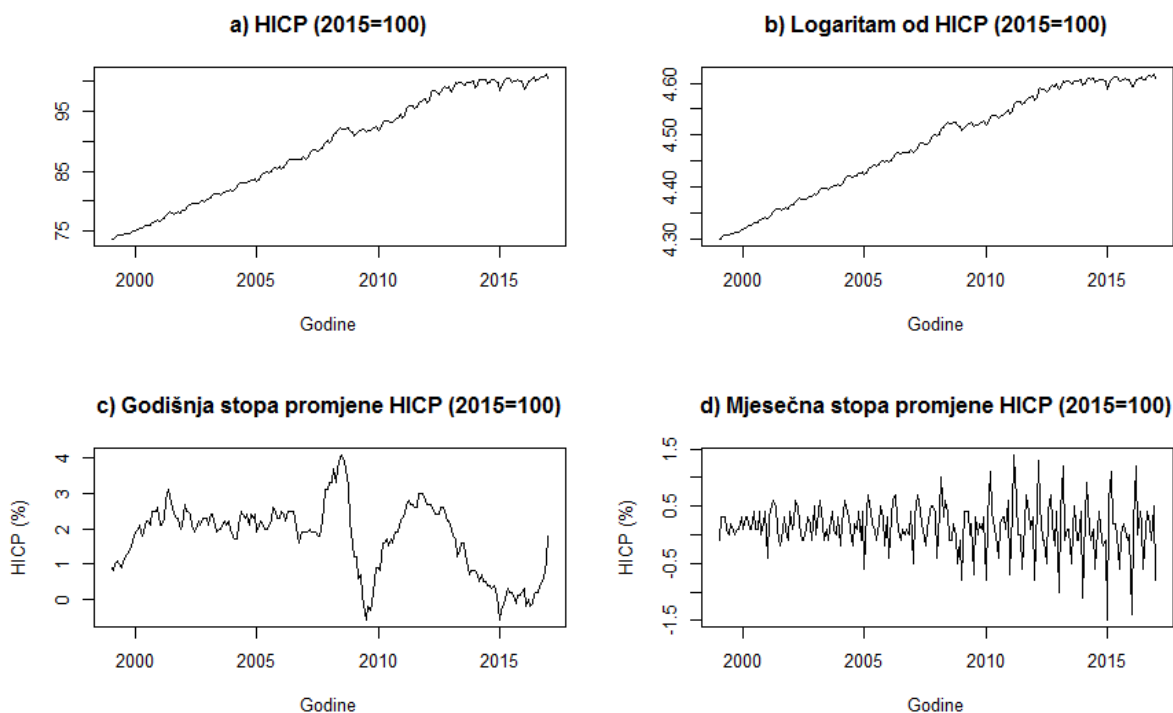 a) HICP (2015=100)
75 85 95
2000 2005 2010 2015
Godine
b) Logaritam od HICP (2015=100)
4.30 4.40 4.50 4.60
2000 2005 2010 2015
Godine
c) Godišnja stopa promjene HICP (2015=100)
HICP (%)
0 1 2 3 4
2000 2005 2010 2015
Godine
d) Mjesečna stopa promjene HICP (2015=100)
HICP (%)
-1.5 -0.5 0.5 1.5
2000 2005 2010 2015
Godine